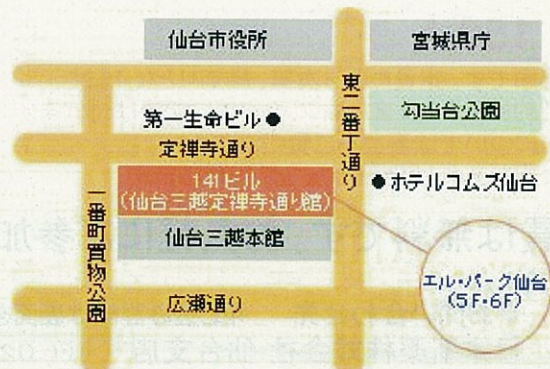 仙台市役所
宮城県庁
東二番丁通り
勾当台公園
第一生命ビル●
定禅寺通り
141ビル
(仙台三越定禅寺通り館)
●ホテルコムズ仙台
仙台三越本館
一番町買物公園
エル・パーク仙台
(5F・6F)
広瀬通り